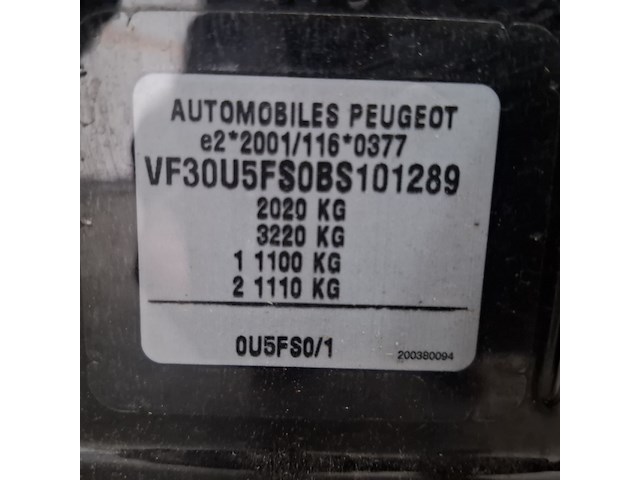 AUTOMOBILES PEUGEOT
e2*2001/116*0377
VF30U5FS0BS101289
2020 KG
3220 KG
1 1100 KG
2 1110 KG
0U5FS0/1
200380094